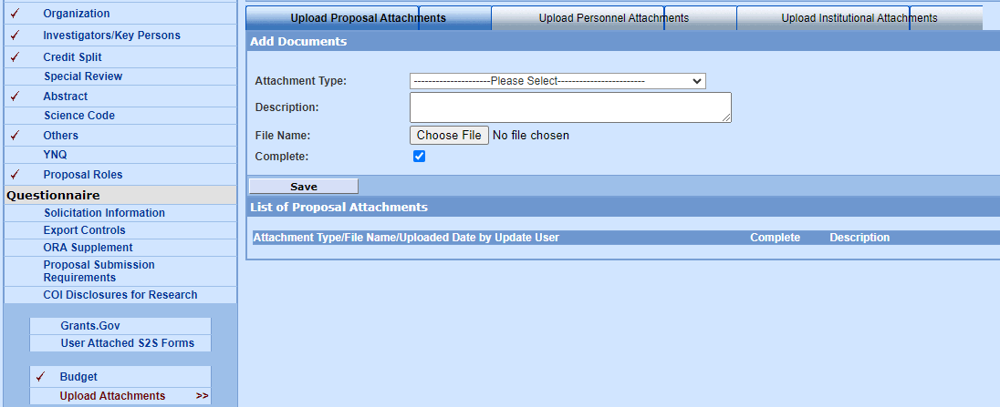 Organization
Investigators/Key Persons
Credit Split
Special Review
Abstract
Science Code
Others
YNQ
Proposal Roles
Questionnaire
Solicitation Information
Export Controls
ORA Supplement
Proposal Submission
Requirements
COI Disclosures for Research
Grants.Gov
User Attached S2S Forms
Budget
Upload Attachments >>
Upload Proposal Attachments Upload Personnel Attachments Upload Institutional Attachments
Add Documents
Attachment Type: ---------------------Please Select------------------------
Description:
File Name: Choose File No file chosen
Complete:
Save
List of Proposal Attachments
Attachment Type/File Name/Uploaded Date by Update User Complete Description